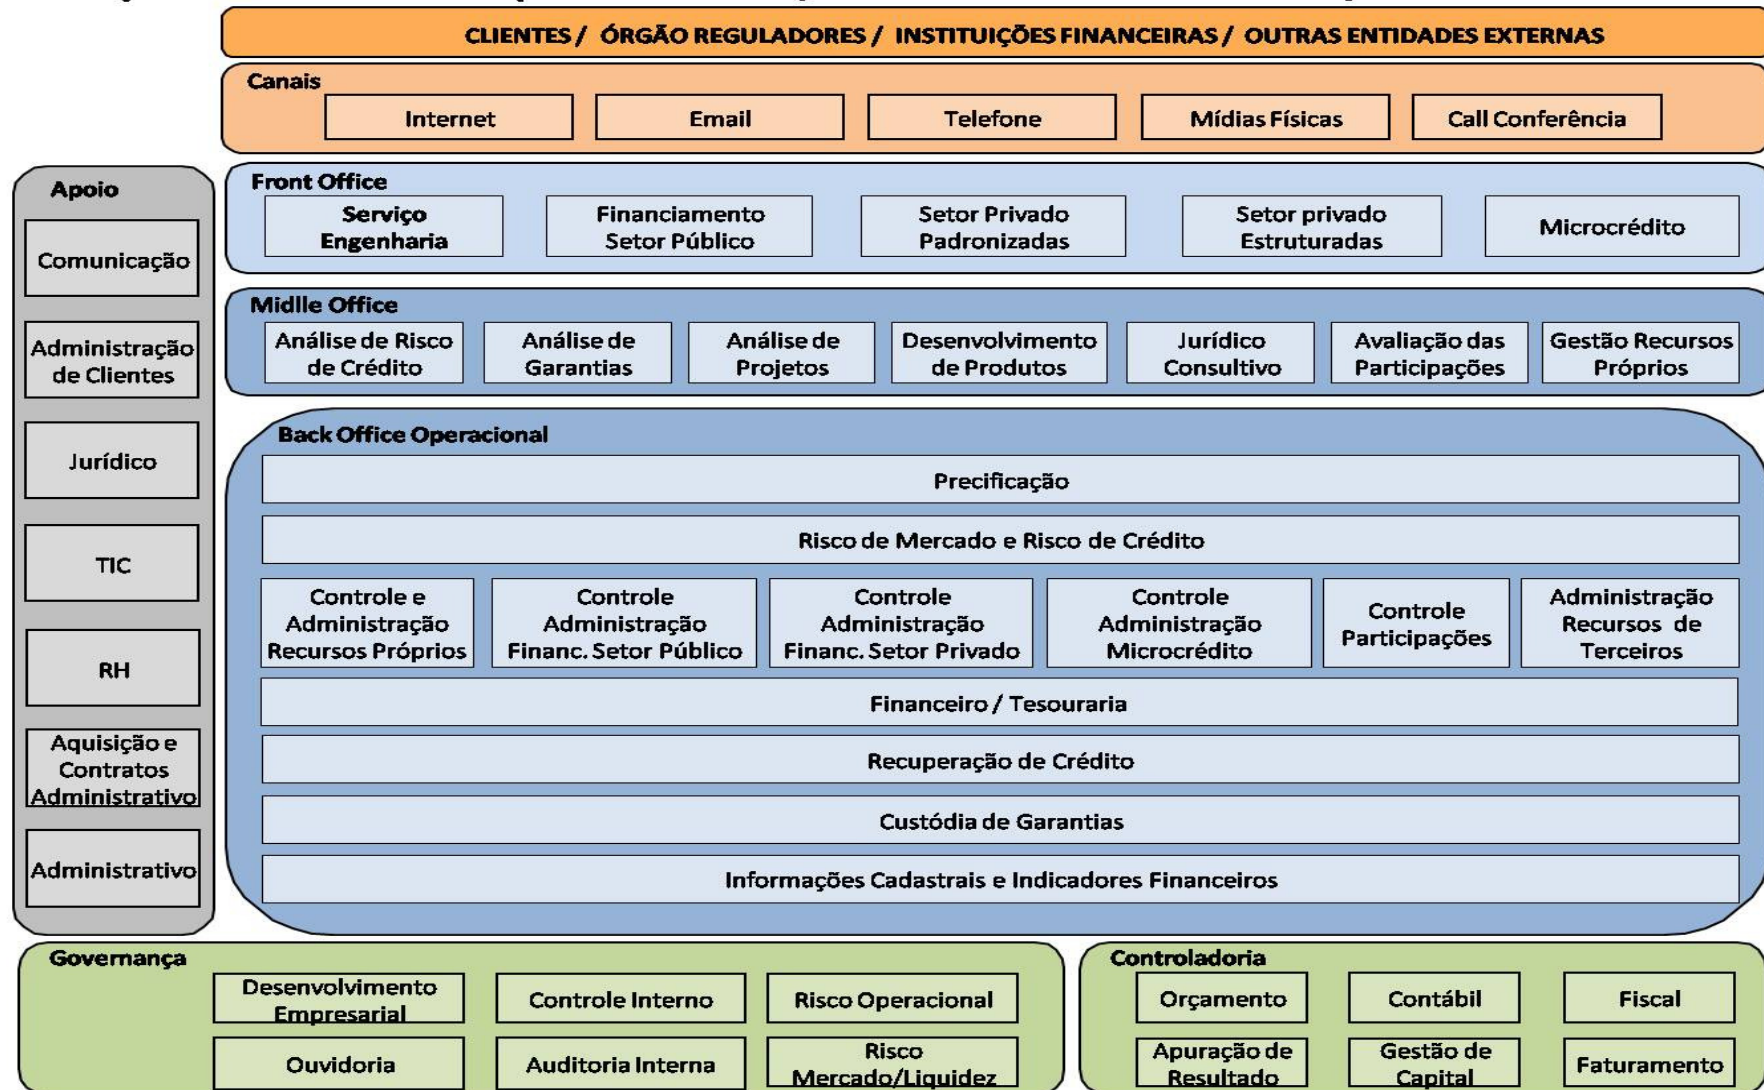 CLIENTES / ÓRGÃO REGULADORES / INSTITUIÇÕES FINANCEIRAS / OUTRAS ENTIDADES EXTERNAS
Canais
Internet
Email
Telefone
Mídias Físicas
Call Conferência
Apoio
Comunicação
Administração
de Clientes
Jurídico
TIC
RH
Aquisição e
Contratos
Administrativo
Administrativo
Front Office
Serviço
Engenharia
Financiamento
Setor Público
Setor Privado
Padronizadas
Setor privado
Estruturadas
Microcrédito
Midlle Office
Análise de Risco
de Crédito
Análise de
Garantias
Análise de
Projetos
Desenvolvimento
de Produtos
Jurídico
Consultivo
Avaliação das
Participações
Gestão Recursos
Próprios
Back Office Operacional
Precificação
Risco de Mercado e Risco de Crédito
Controle e
Administração
Recursos Próprios
Controle
Administração
Financ. Setor Público
Controle
Administração
Financ. Setor Privado
Controle
Administração
Microcrédito
Controle
Participações
Administração
Recursos de
Terceiros
Financeiro / Tesouraria
Recuperação de Crédito
Custódia de Garantias
Informações Cadastrais e Indicadores Financeiros
Governança
Desenvolvimento
Empresarial
Controle Interno
Risco Operacional
Ouvidoria
Auditoria Interna
Risco
Mercado/Liquidez
Controladoria
Orçamento
Contábil
Fiscal
Apuração de
Resultado
Gestão de
Capital
Faturamento